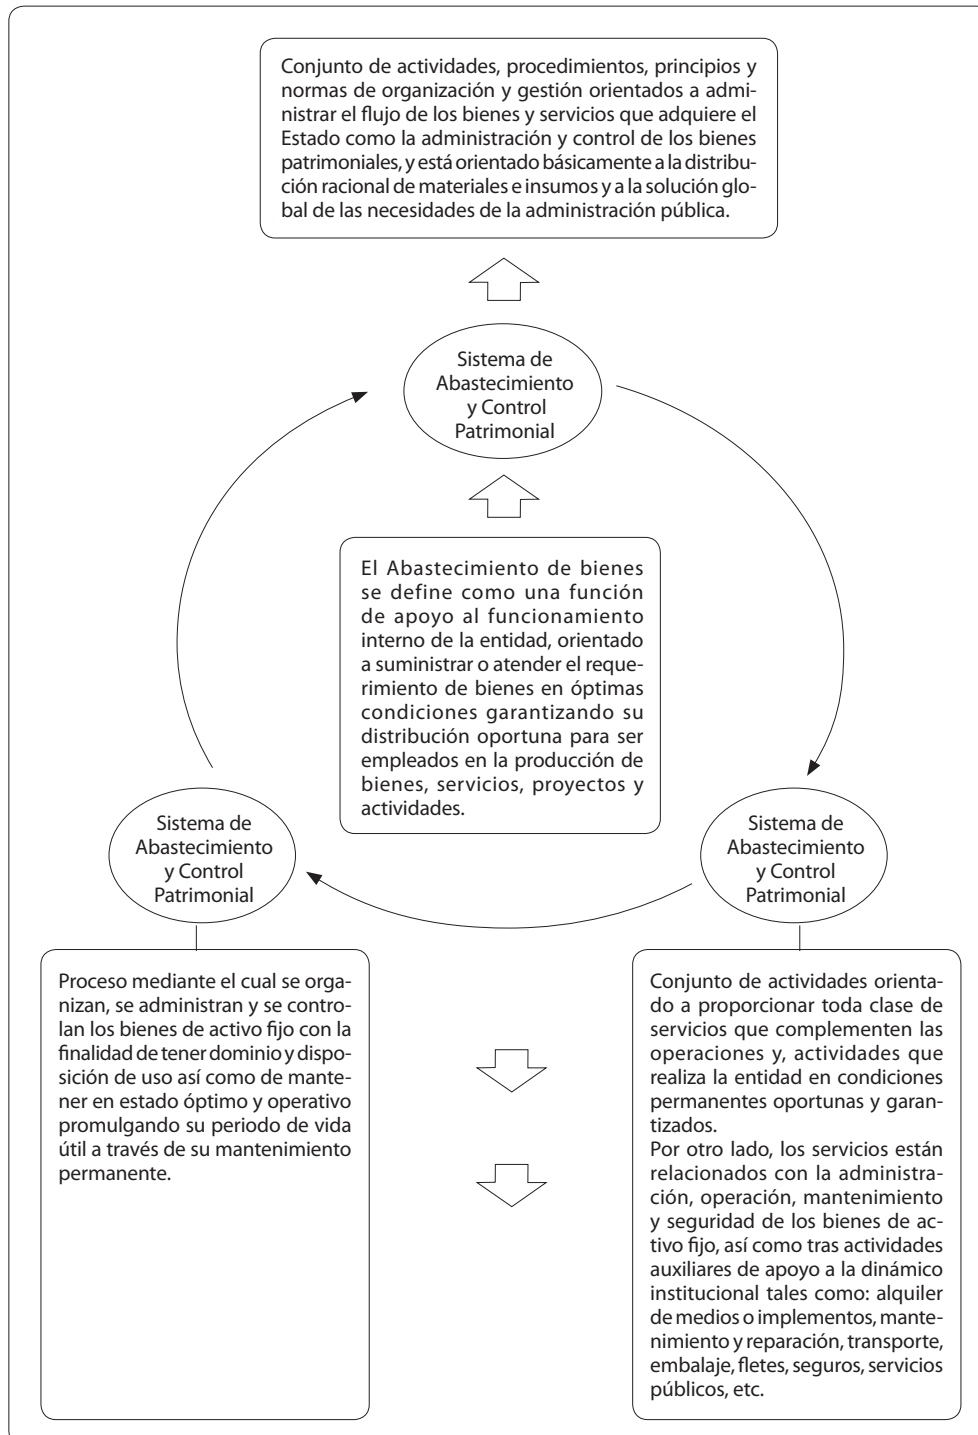 Conjunto de actividades, procedimientos, principios y
normas de organización y gestión orientados a admi-
nistrar el flujo de los bienes y servicios que adquiere el
Estado como la administración y control de los bienes
patrimoniales, y está orientado básicamente a la distribu-
ción racional de materiales e insumos y a la solución glo-
bal de las necesidades de la administración pública.
Sistema de
Abastecimiento
y Control
Patrimonial
El Abastecimiento de bienes
se define como una función
de apoyo al funcionamiento
interno de la entidad, orientado
a suministrar o atender el reque-
rimiento de bienes en óptimas
condiciones garantizando su
distribución oportuna para ser
empleados en la producción de
bienes, servicios, proyectos y
actividades.
Sistema de
Abastecimiento
y Control
Patrimonial
Sistema de
Abastecimiento
y Control
Patrimonial
Proceso mediante el cual se orga-
nizan, se administran y se contro-
lan los bienes de activo fijo con la
finalidad de tener dominio y dispo-
sición de uso así como de mante-
ner en estado óptimo y operativo
promulgando su periodo de vida
útil a través de su mantenimiento
permanente.
Conjunto de actividades orienta-
do a proporcionar toda clase de
servicios que complementen las
operaciones y, actividades que
realiza la entidad en condiciones
permanentes oportunas y garan-
tizados.
Por otro lado, los servicios están
relacionados con la administra-
ción, operación, mantenimiento
y seguridad de los bienes de ac-
tivo fijo, así como tras actividades
auxiliares de apoyo a la dinámico
institucional tales como: alquiler
de medios o implementos, mante-
nimiento y reparación, transporte,
embalaje, fletes, seguros, servicios
públicos, etc.